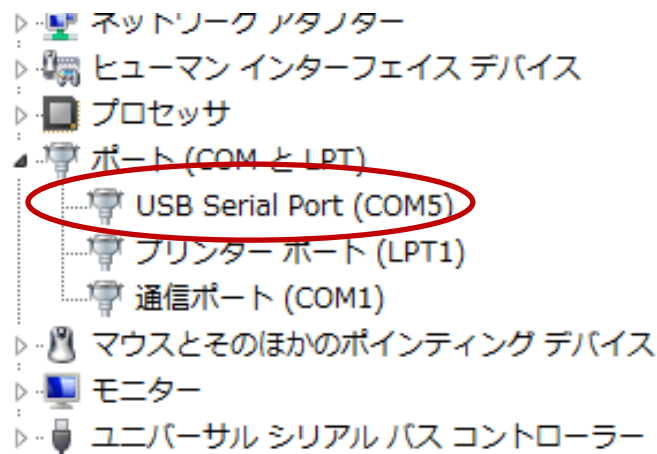 ネットワーク アダプター
ヒューマン インターフェイス デバイス
プロセッサ
ポート (COM と LPT)
USB Serial Port (COM5)
プリンター ポート (LPT1)
通信ポート (COM1)
マウスとそのほかのポインティング デバイス
モニター
ユニバーサル シリアル バス コントローラー